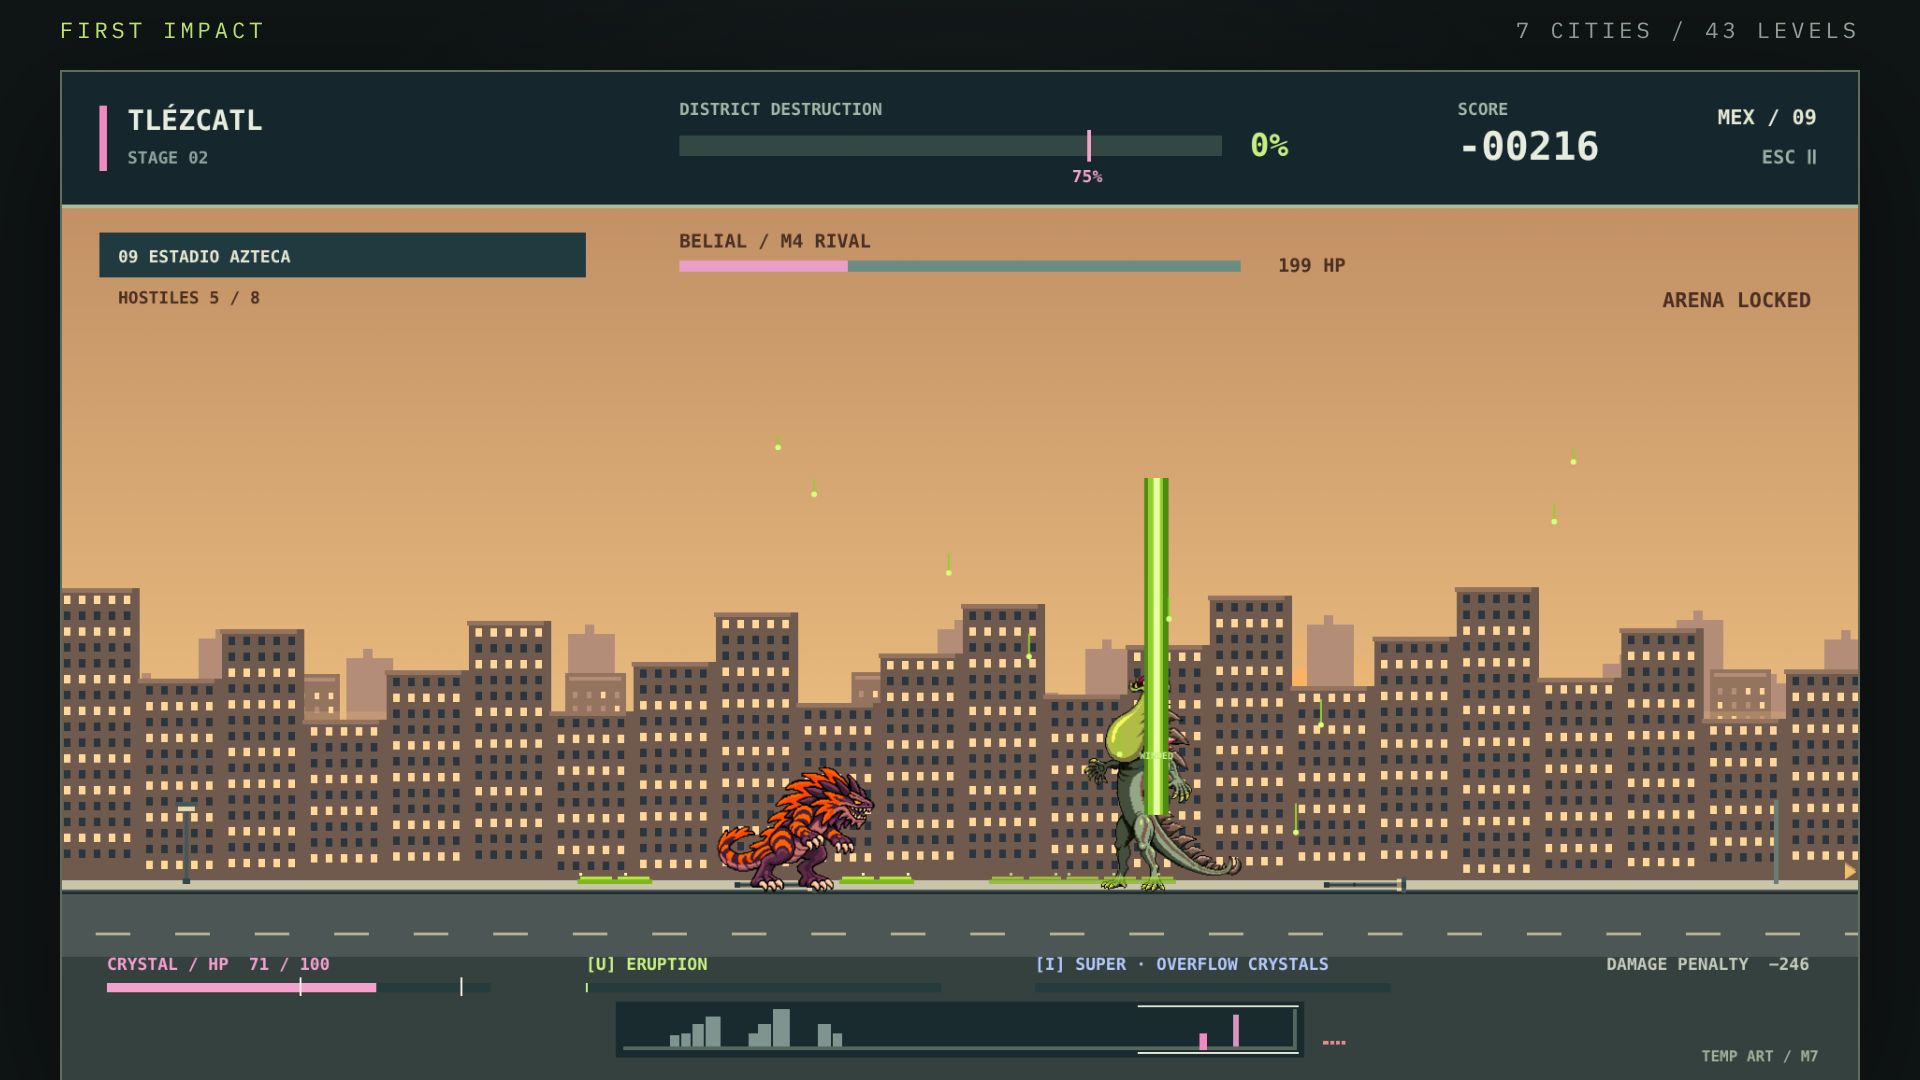 FIRST IMPACT
7 CITIES / 43 LEVELS
TLÉZCATL
STAGE 02
DISTRICT DESTRUCTION
0%
75%
SCORE
-00216
MEX / 09
ESC II
09 ESTADIO AZTECA
HOSTILES 5 / 8
BELIAL / M4 RIVAL
199 HP
ARENA LOCKED
CRYSTAL / HP 71 / 100
[U] ERUPTION
[I] SUPER · OVERFLOW CRYSTALS
DAMAGE PENALTY −246
TEMP ART / M7